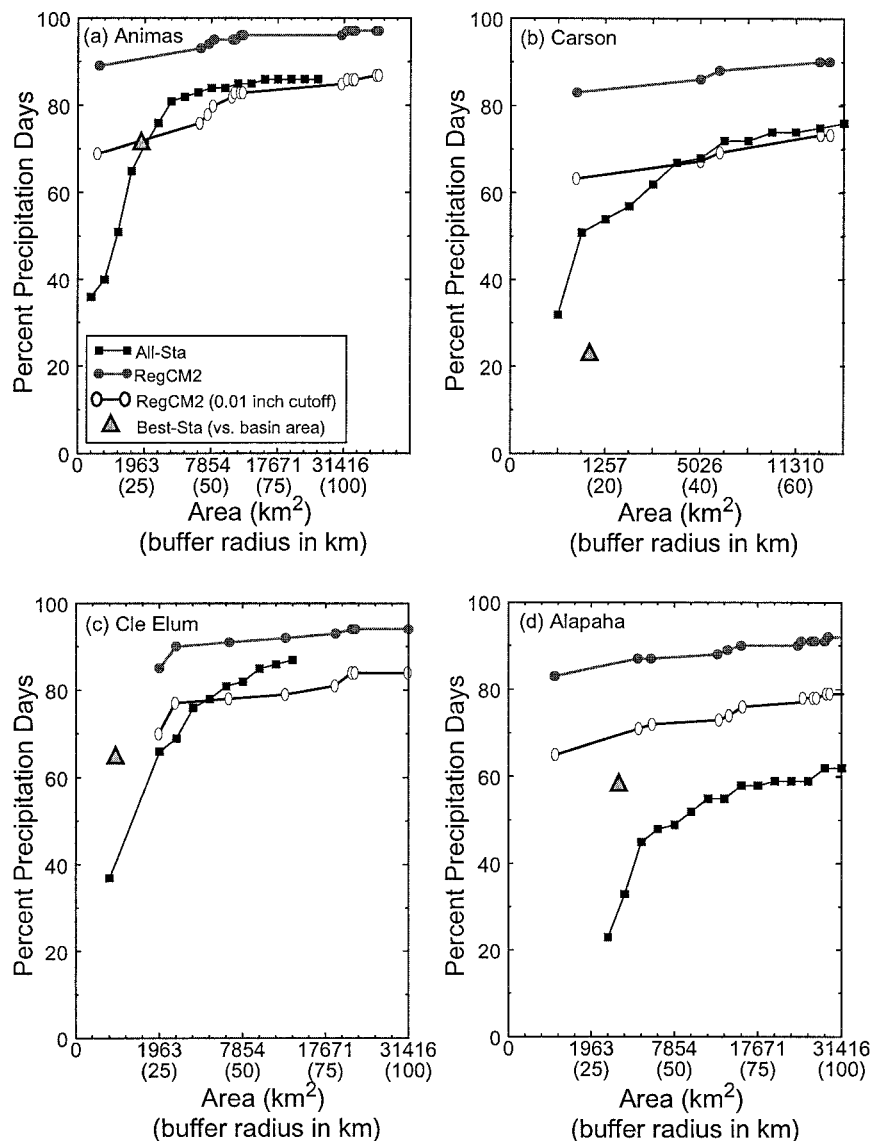 (a) Animas
Percent Precipitation Days
100
80
60
40
20
0
All-Sta
RegCM2
RegCM2 (0.01 inch cutoff)
Best-Sta (vs. basin area)
0 1963 7854 17671 31416
(25) (50) (75) (100)
Area (km²)
(buffer radius in km)
(b) Carson
Percent Precipitation Days
100
80
60
40
20
0
0 1257 5026 11310
(20) (40) (60)
Area (km²)
(buffer radius in km)
(c) Cle Elum
Percent Precipitation Days
100
80
60
40
20
0
0 1963 7854 17671 31416
(25) (50) (75) (100)
Area (km²)
(buffer radius in km)
(d) Alapaha
Percent Precipitation Days
100
80
60
40
20
0
0 1963 7854 17671 31416
(25) (50) (75) (100)
Area (km²)
(buffer radius in km)